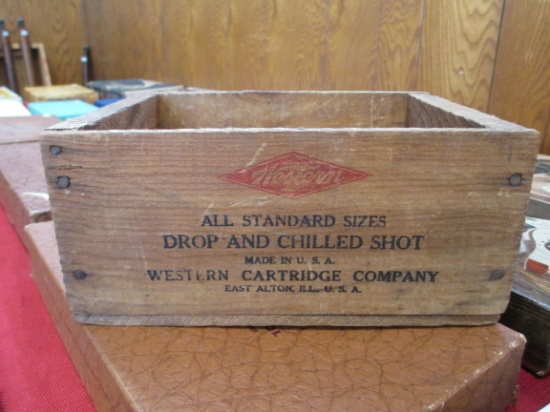 Western
ALL STANDARD SIZES
DROP AND CHILLED SHOT
MADE IN U.S.A.
WESTERN CARTRIDGE COMPANY
EAST ALTON, ILL., U.S.A.